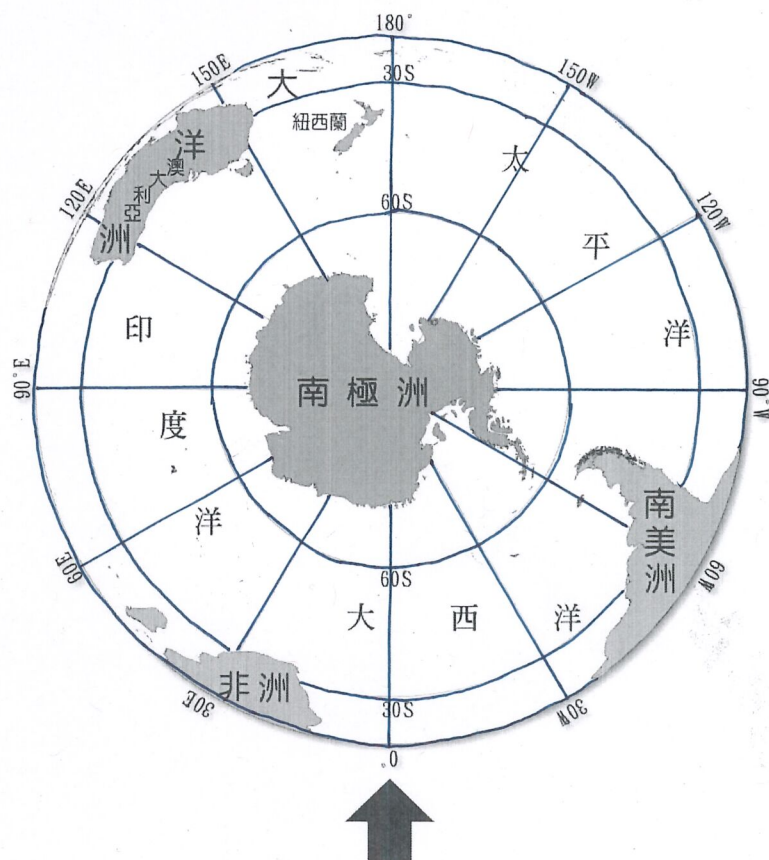 180°
150E
30S
150W
大
紐西蘭
洋
澳
大
利
亞
洲
太
平
洋
120E
120W
60S
印
度
洋
90°E
南極洲
90°W
南
美
洲
60E
60W
60S
大 西 洋
非洲
30E
30S
30W
0°